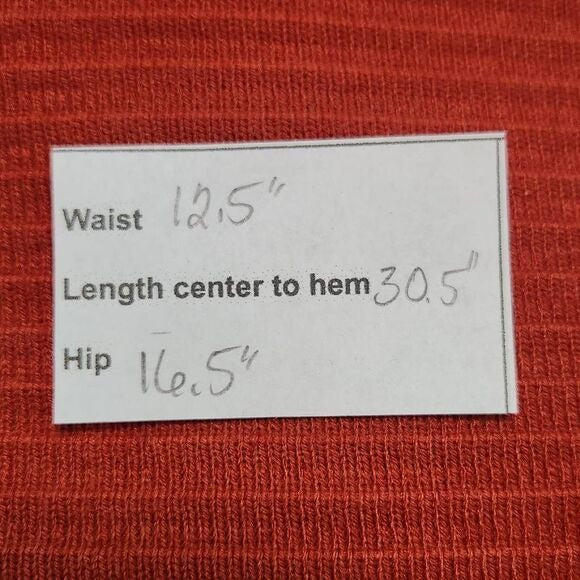 Waist 12.5"
Length center to hem 30.5"
Hip 16.5"